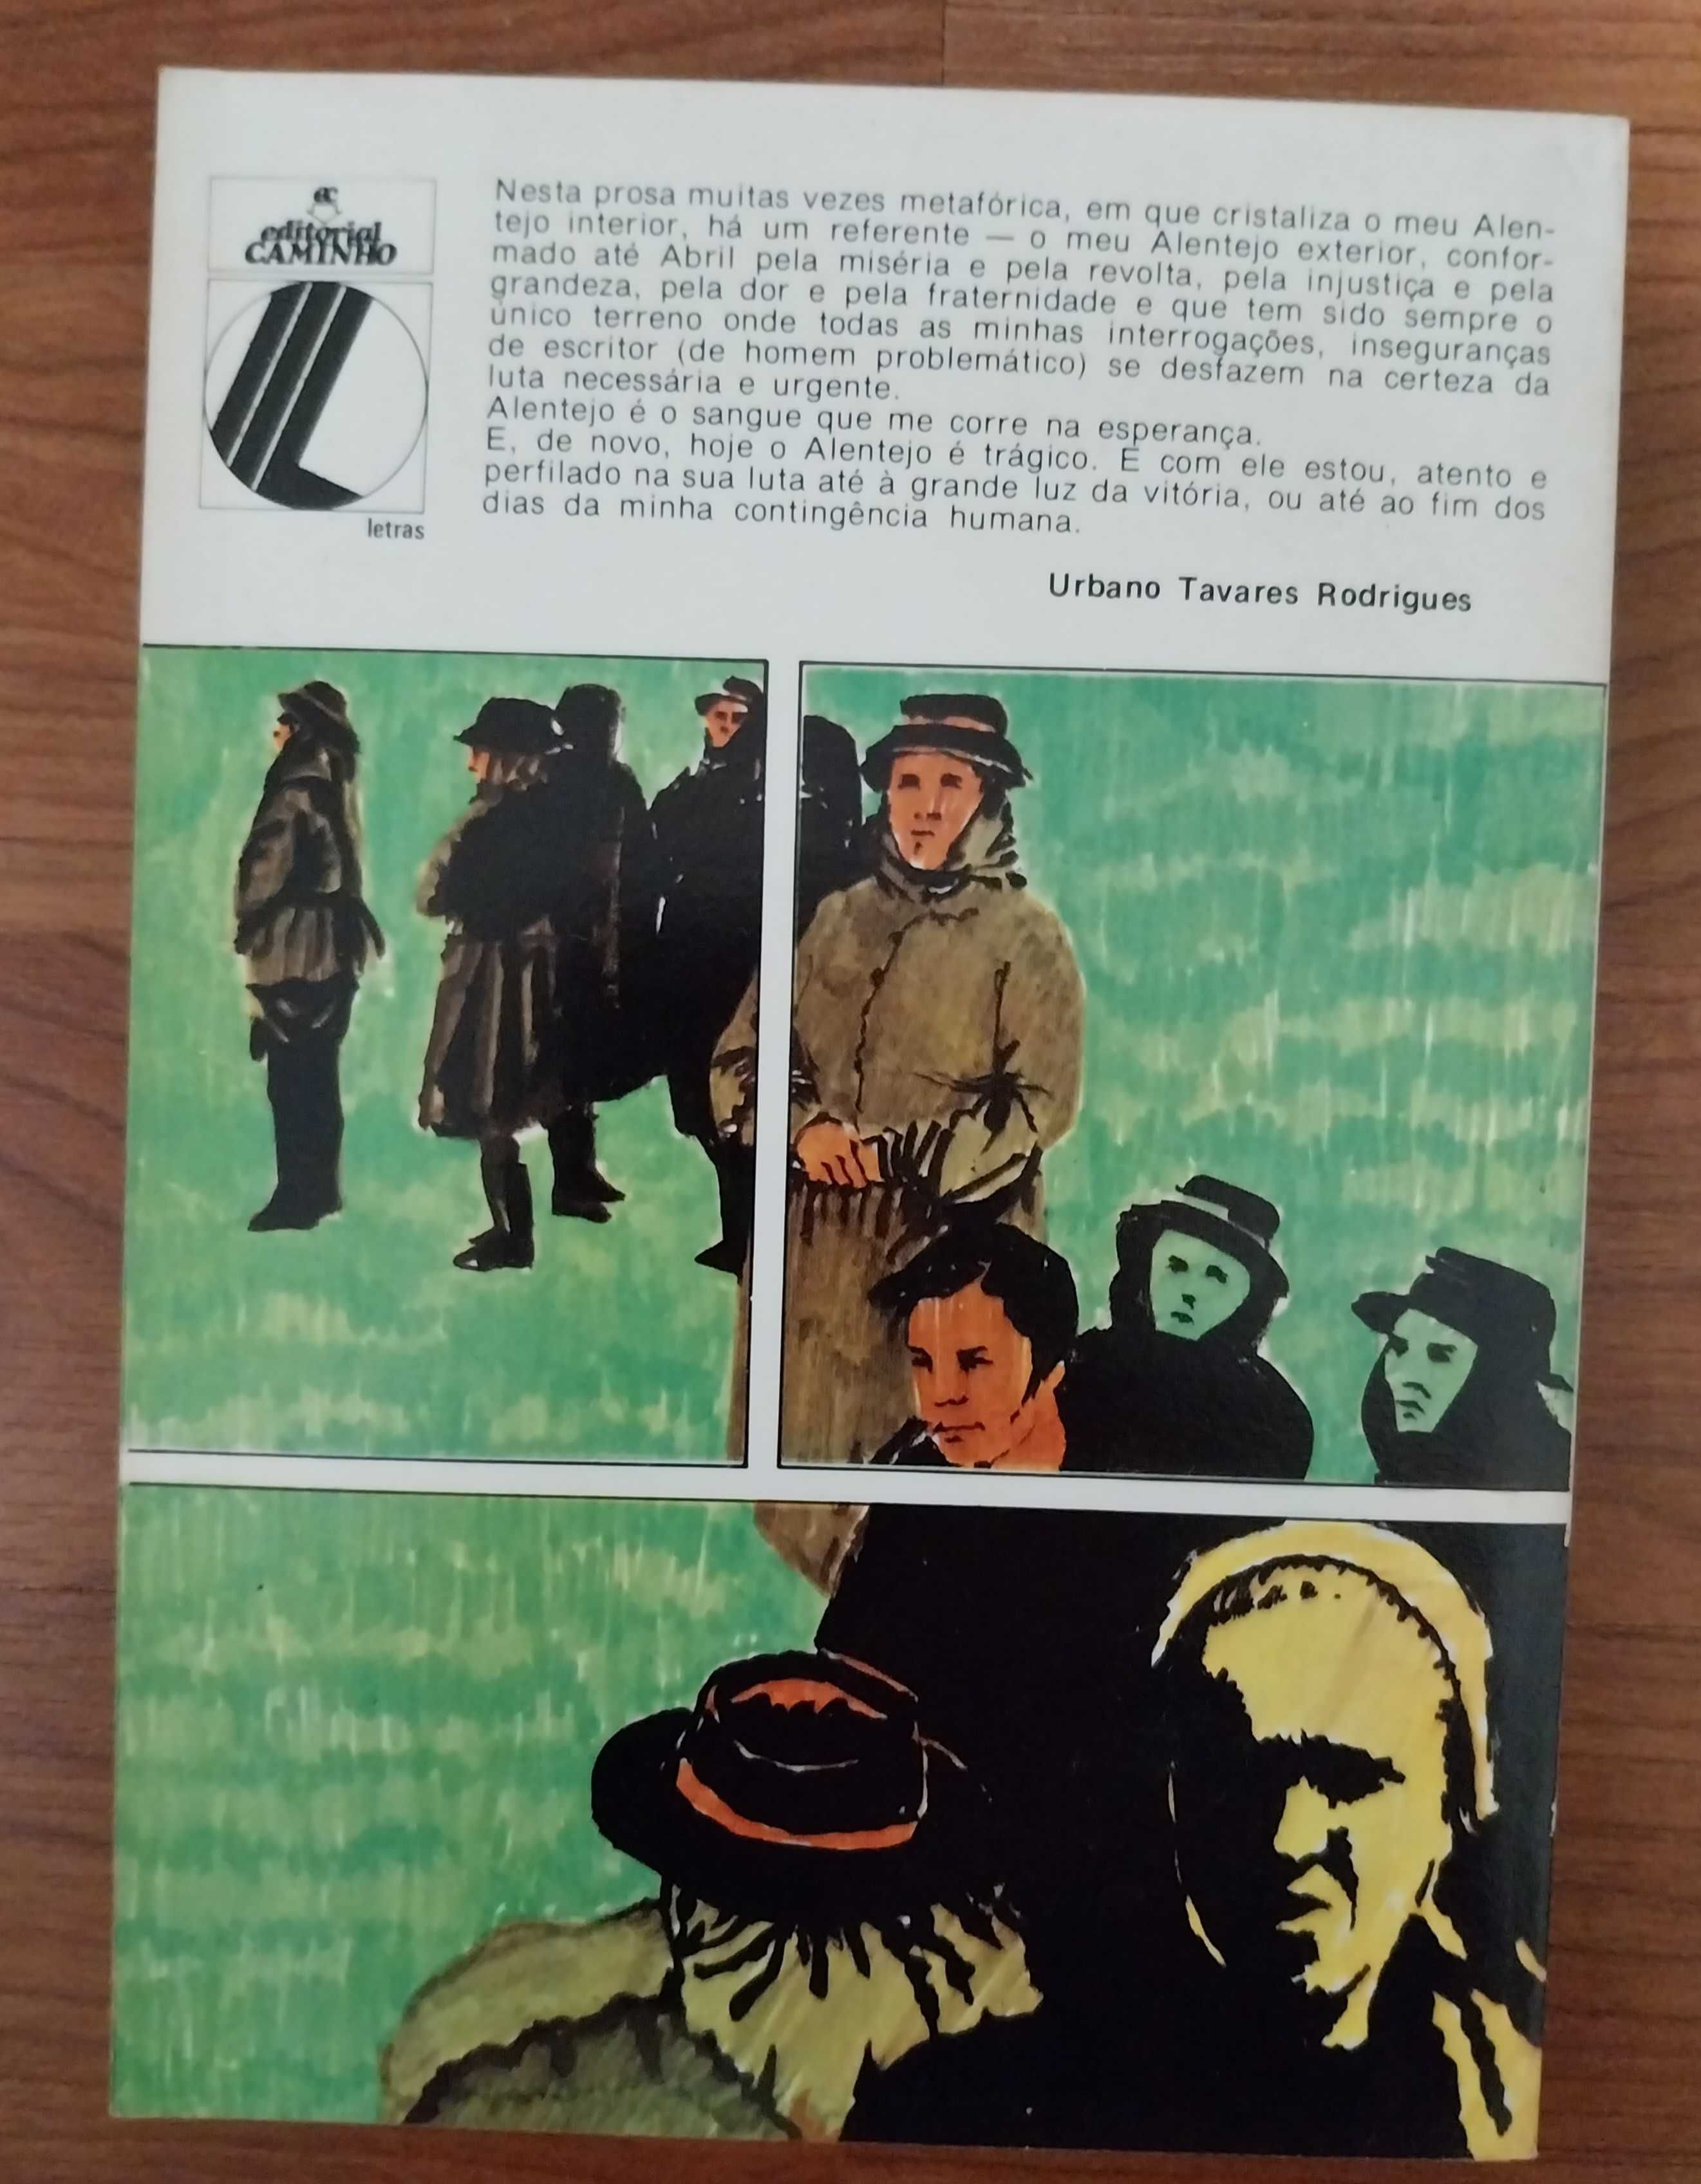 ec
editorial
CAMINHO
letras
Nesta prosa muitas vezes metafórica, em que cristaliza o meu Alen-
tejo interior, há um referente — o meu Alentejo exterior, confor-
mado até Abril pela miséria e pela revolta, pela injustiça e pela
grandeza, pela dor e pela fraternidade e que tem sido sempre o
único terreno onde todas as minhas interrogações, inseguranças
de escritor (de homem problemático) se desfazem na certeza da
luta necessária e urgente.
Alentejo é o sangue que me corre na esperança.
E, de novo, hoje o Alentejo é trágico. E com ele estou, atento e
perfilado na sua luta até à grande luz da vitória, ou até ao fim dos
dias da minha contingência humana.
Urbano Tavares Rodrigues